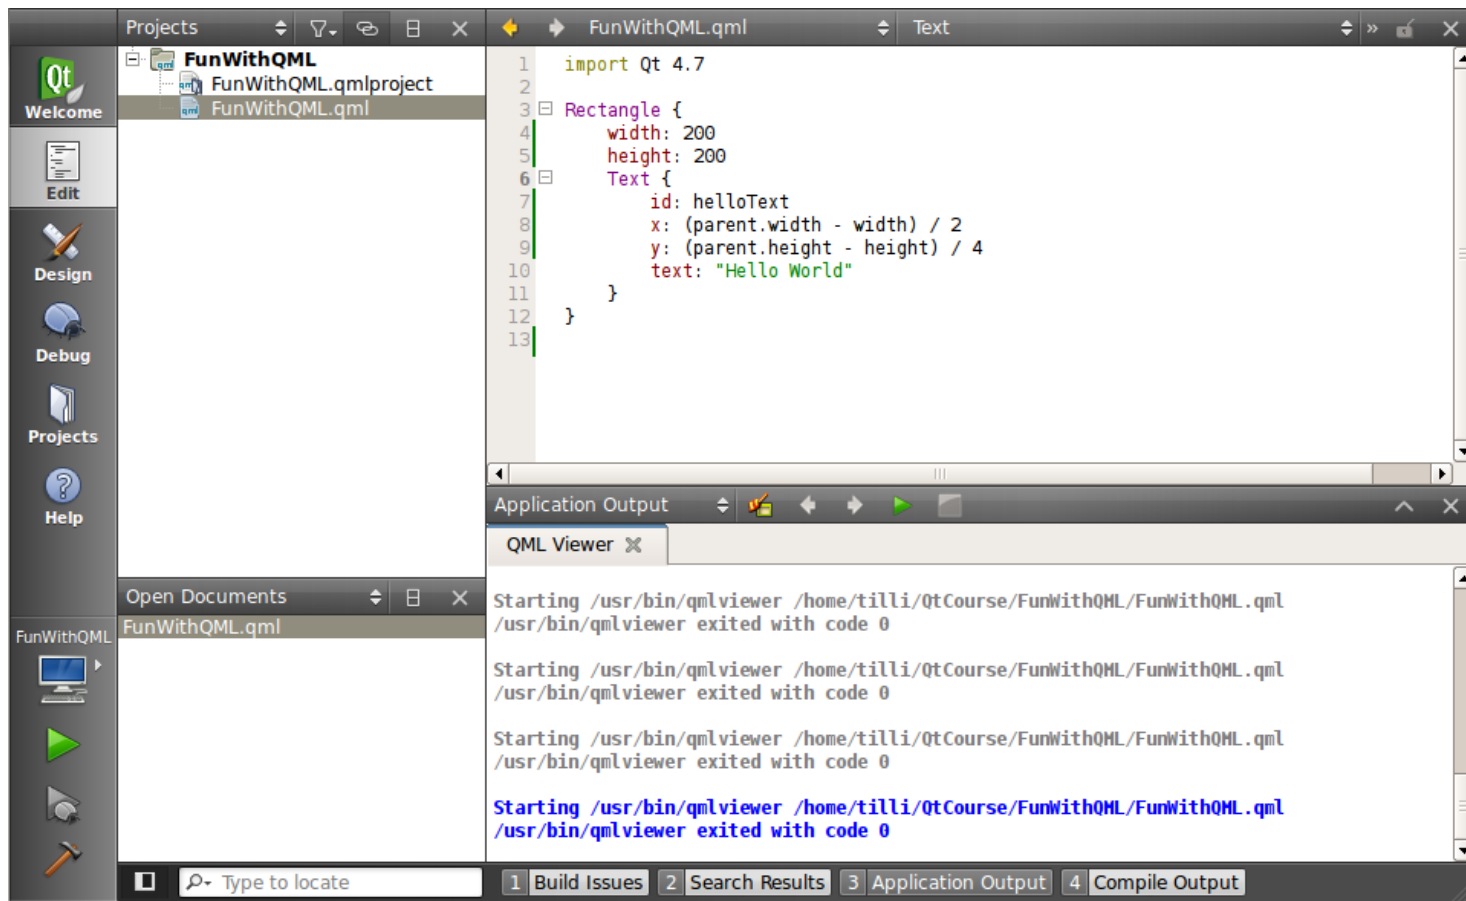 Projects
FunWithQML.qml
Text
Qt
Welcome
Edit
Design
Debug
Projects
Help
FunWithQML
FunWithQML
FunWithQML.qmlproject
FunWithQML.qml
Open Documents
FunWithQML.qml
1 import Qt 4.7
2
3 Rectangle {
4 width: 200
5 height: 200
6 Text {
7 id: helloText
8 x: (parent.width - width) / 2
9 y: (parent.height - height) / 4
10 text: "Hello World"
11 }
12 }
13
Application Output
QML Viewer
Starting /usr/bin/qmlviewer /home/tilli/QtCourse/FunWithQML/FunWithQML.qml
/usr/bin/qmlviewer exited with code 0
Starting /usr/bin/qmlviewer /home/tilli/QtCourse/FunWithQML/FunWithQML.qml
/usr/bin/qmlviewer exited with code 0
Starting /usr/bin/qmlviewer /home/tilli/QtCourse/FunWithQML/FunWithQML.qml
/usr/bin/qmlviewer exited with code 0
Starting /usr/bin/qmlviewer /home/tilli/QtCourse/FunWithQML/FunWithQML.qml
/usr/bin/qmlviewer exited with code 0
Type to locate
1 Build Issues 2 Search Results 3 Application Output 4 Compile Output